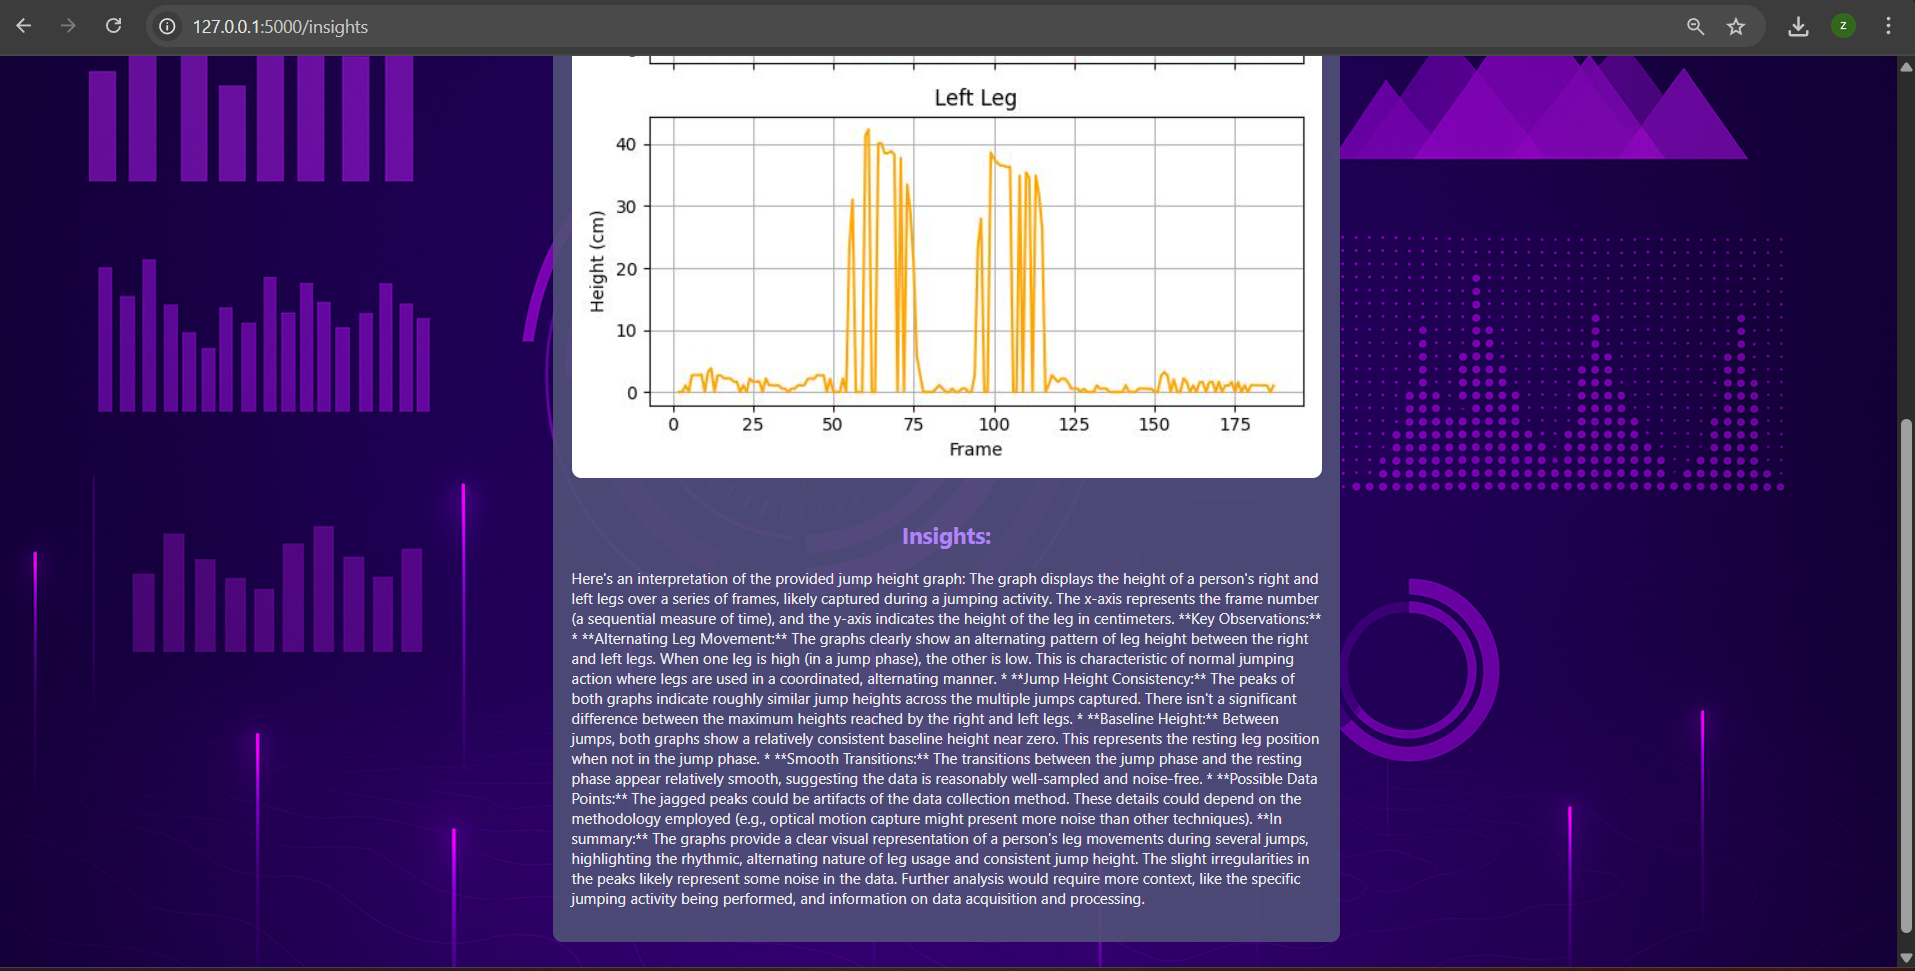 127.0.0.1:5000/insights
z
Left Leg
Height (cm)
40
30
20
10
0
0 25 50 75 100 125 150 175
Frame
Insights:
Here's an interpretation of the provided jump height graph: The graph displays the height of a person's right and
left legs over a series of frames, likely captured during a jumping activity. The x-axis represents the frame number
(a sequential measure of time), and the y-axis indicates the height of the leg in centimeters. **Key Observations:**
* **Alternating Leg Movement:** The graphs clearly show an alternating pattern of leg height between the right
and left legs. When one leg is high (in a jump phase), the other is low. This is characteristic of normal jumping
action where legs are used in a coordinated, alternating manner. * **Jump Height Consistency:** The peaks of
both graphs indicate roughly similar jump heights across the multiple jumps captured. There isn't a significant
difference between the maximum heights reached by the right and left legs. * **Baseline Height:** Between
jumps, both graphs show a relatively consistent baseline height near zero. This represents the resting leg position
when not in the jump phase. * **Smooth Transitions:** The transitions between the jump phase and the resting
phase appear relatively smooth, suggesting the data is reasonably well-sampled and noise-free. * **Possible Data
Points:** The jagged peaks could be artifacts of the data collection method. These details could depend on the
methodology employed (e.g., optical motion capture might present more noise than other techniques). **In
summary:** The graphs provide a clear visual representation of a person's leg movements during several jumps,
highlighting the rhythmic, alternating nature of leg usage and consistent jump height. The slight irregularities in
the peaks likely represent some noise in the data. Further analysis would require more context, like the specific
jumping activity being performed, and information on data acquisition and processing.